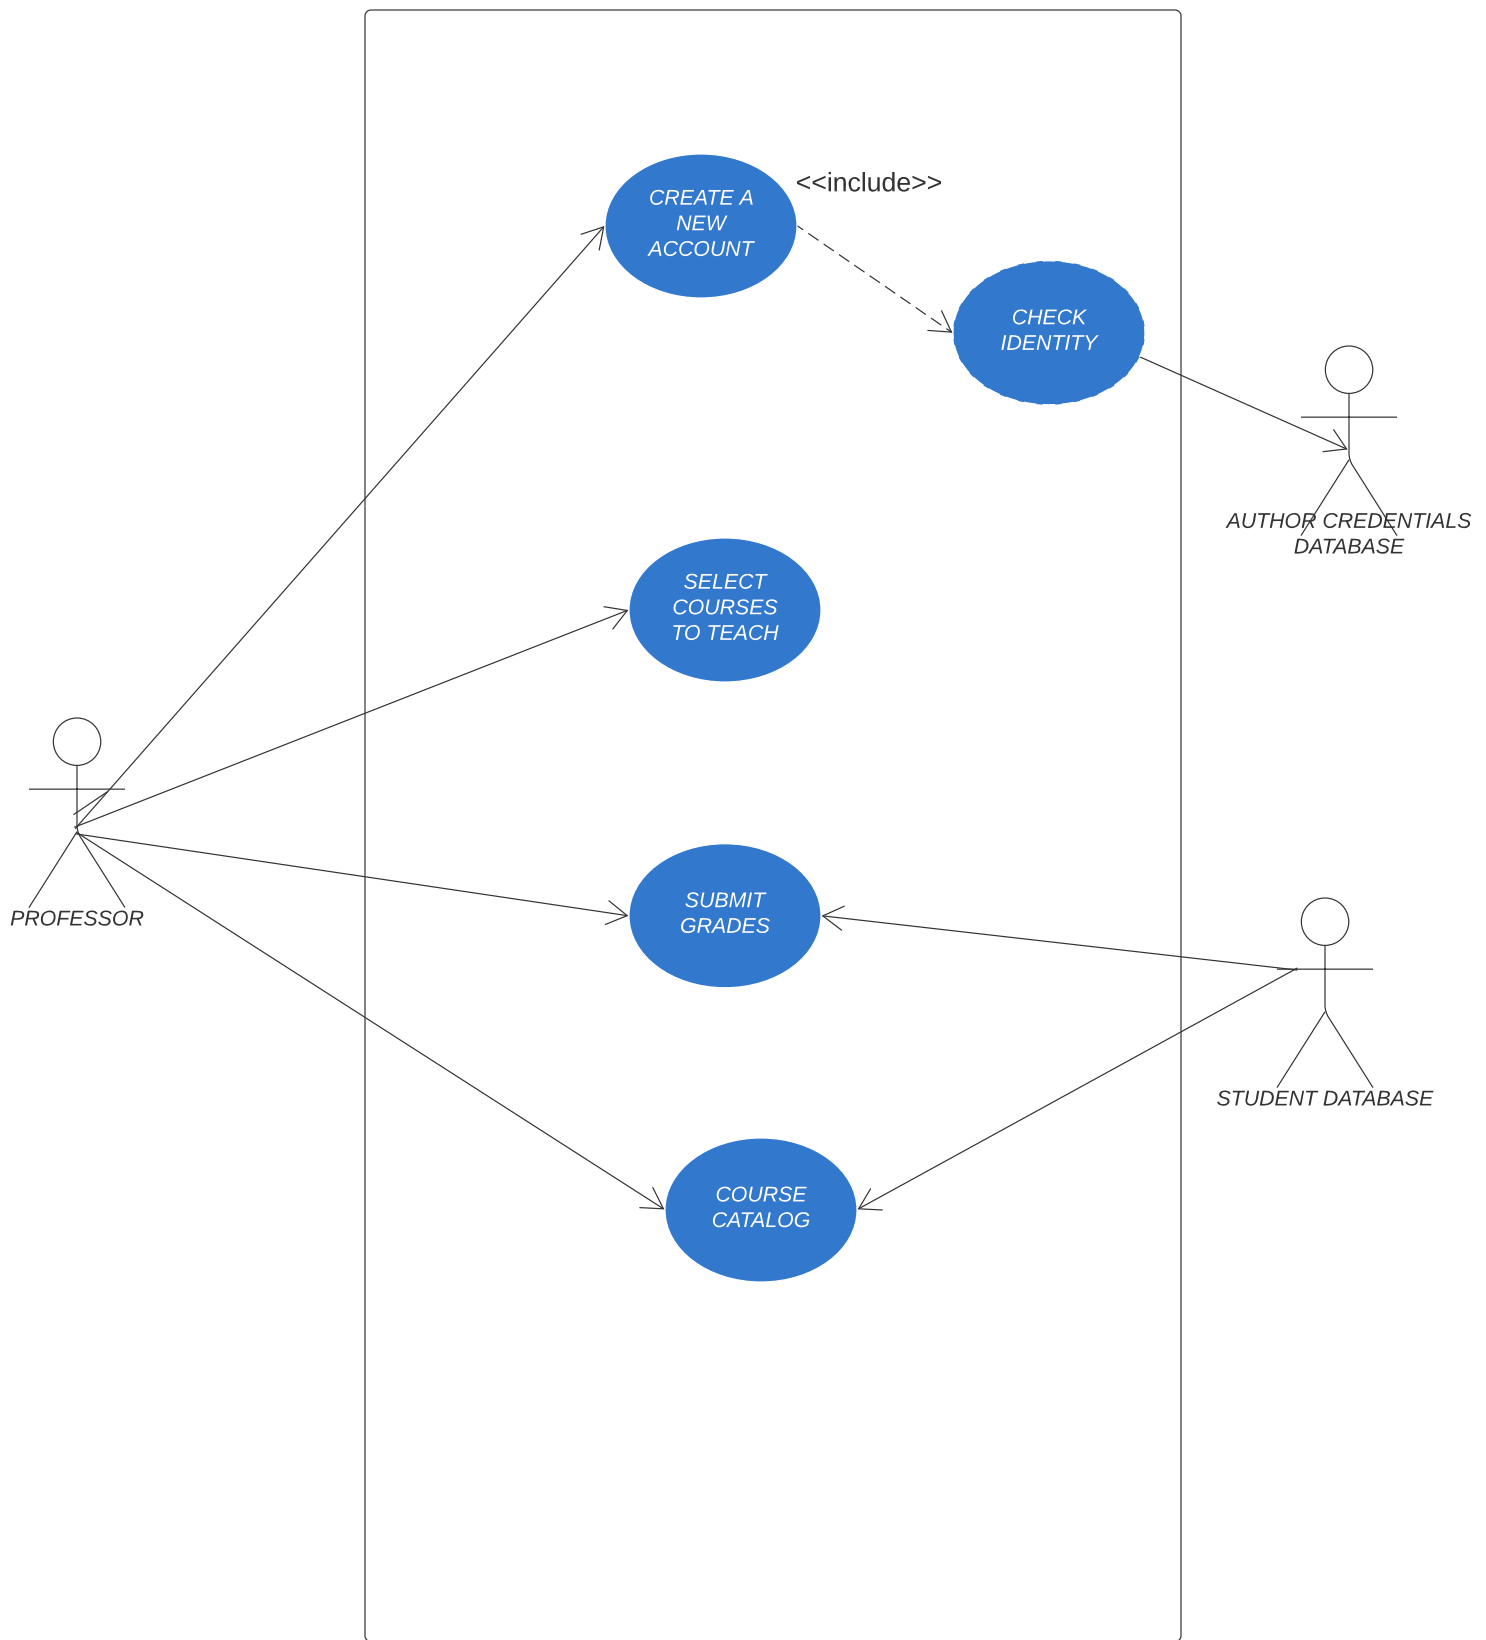 CREATE A
NEW
ACCOUNT
<<include>>
CHECK
IDENTITY
AUTHOR CREDENTIALS
DATABASE
SELECT
COURSES
TO TEACH
PROFESSOR
SUBMIT
GRADES
STUDENT DATABASE
COURSE
CATALOG